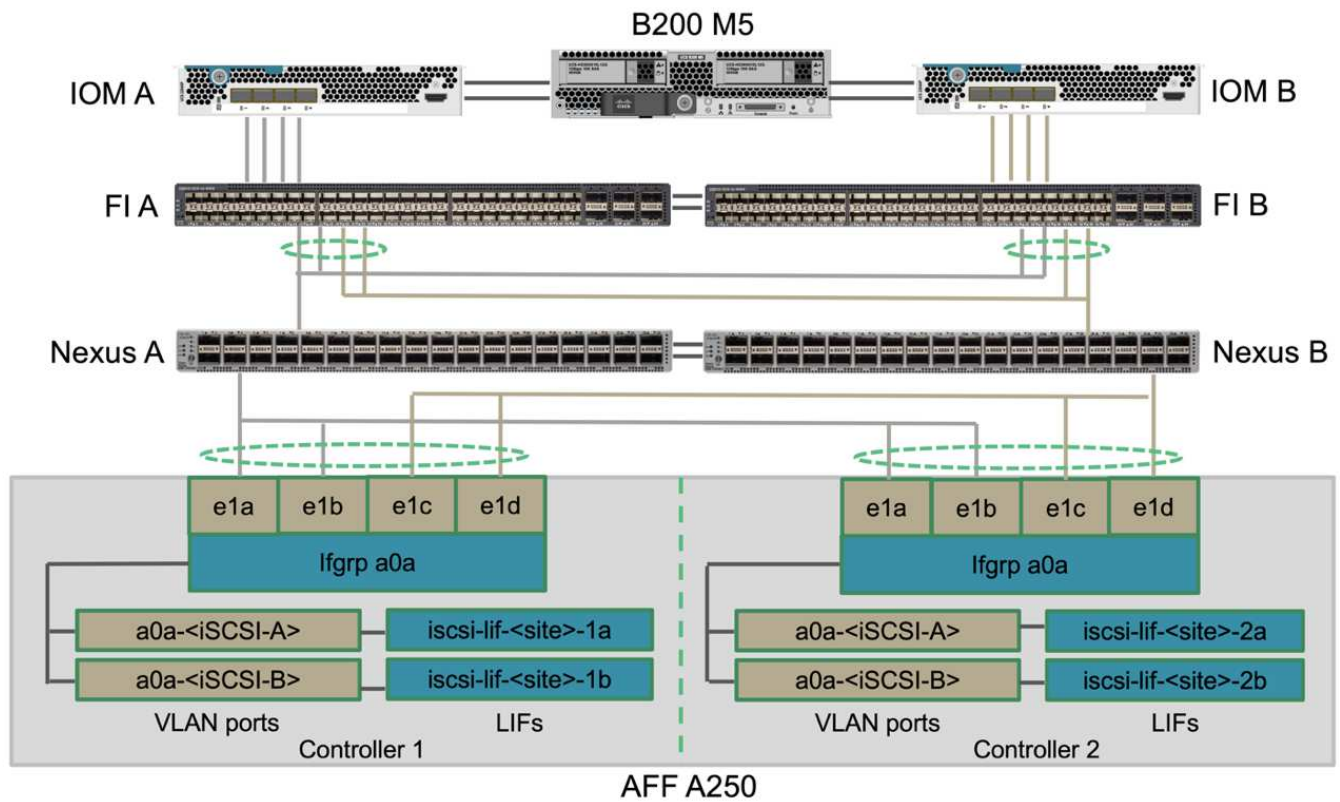 B200 M5
IOM A
IOM B
FI A
FI B
Nexus A
Nexus B
e1a e1b e1c e1d
e1a e1b e1c e1d
Ifgrp a0a
Ifgrp a0a
a0a-<iSCSI-A> iscsi-lif-<site>-1a
a0a-<iSCSI-A> iscsi-lif-<site>-2a
a0a-<iSCSI-B> iscsi-lif-<site>-1b
a0a-<iSCSI-B> iscsi-lif-<site>-2b
VLAN ports LIFs
VLAN ports LIFs
Controller 1
Controller 2
AFF A250